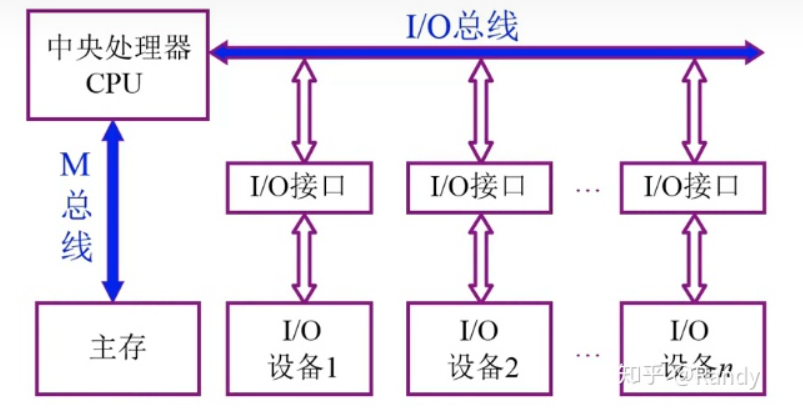 中央处理器
CPU
I/O总线
M
总
线
I/O接口
I/O接口
...
I/O接口
主存
I/O
设备1
I/O
设备2
...
I/O
设备n
知乎 @Randy